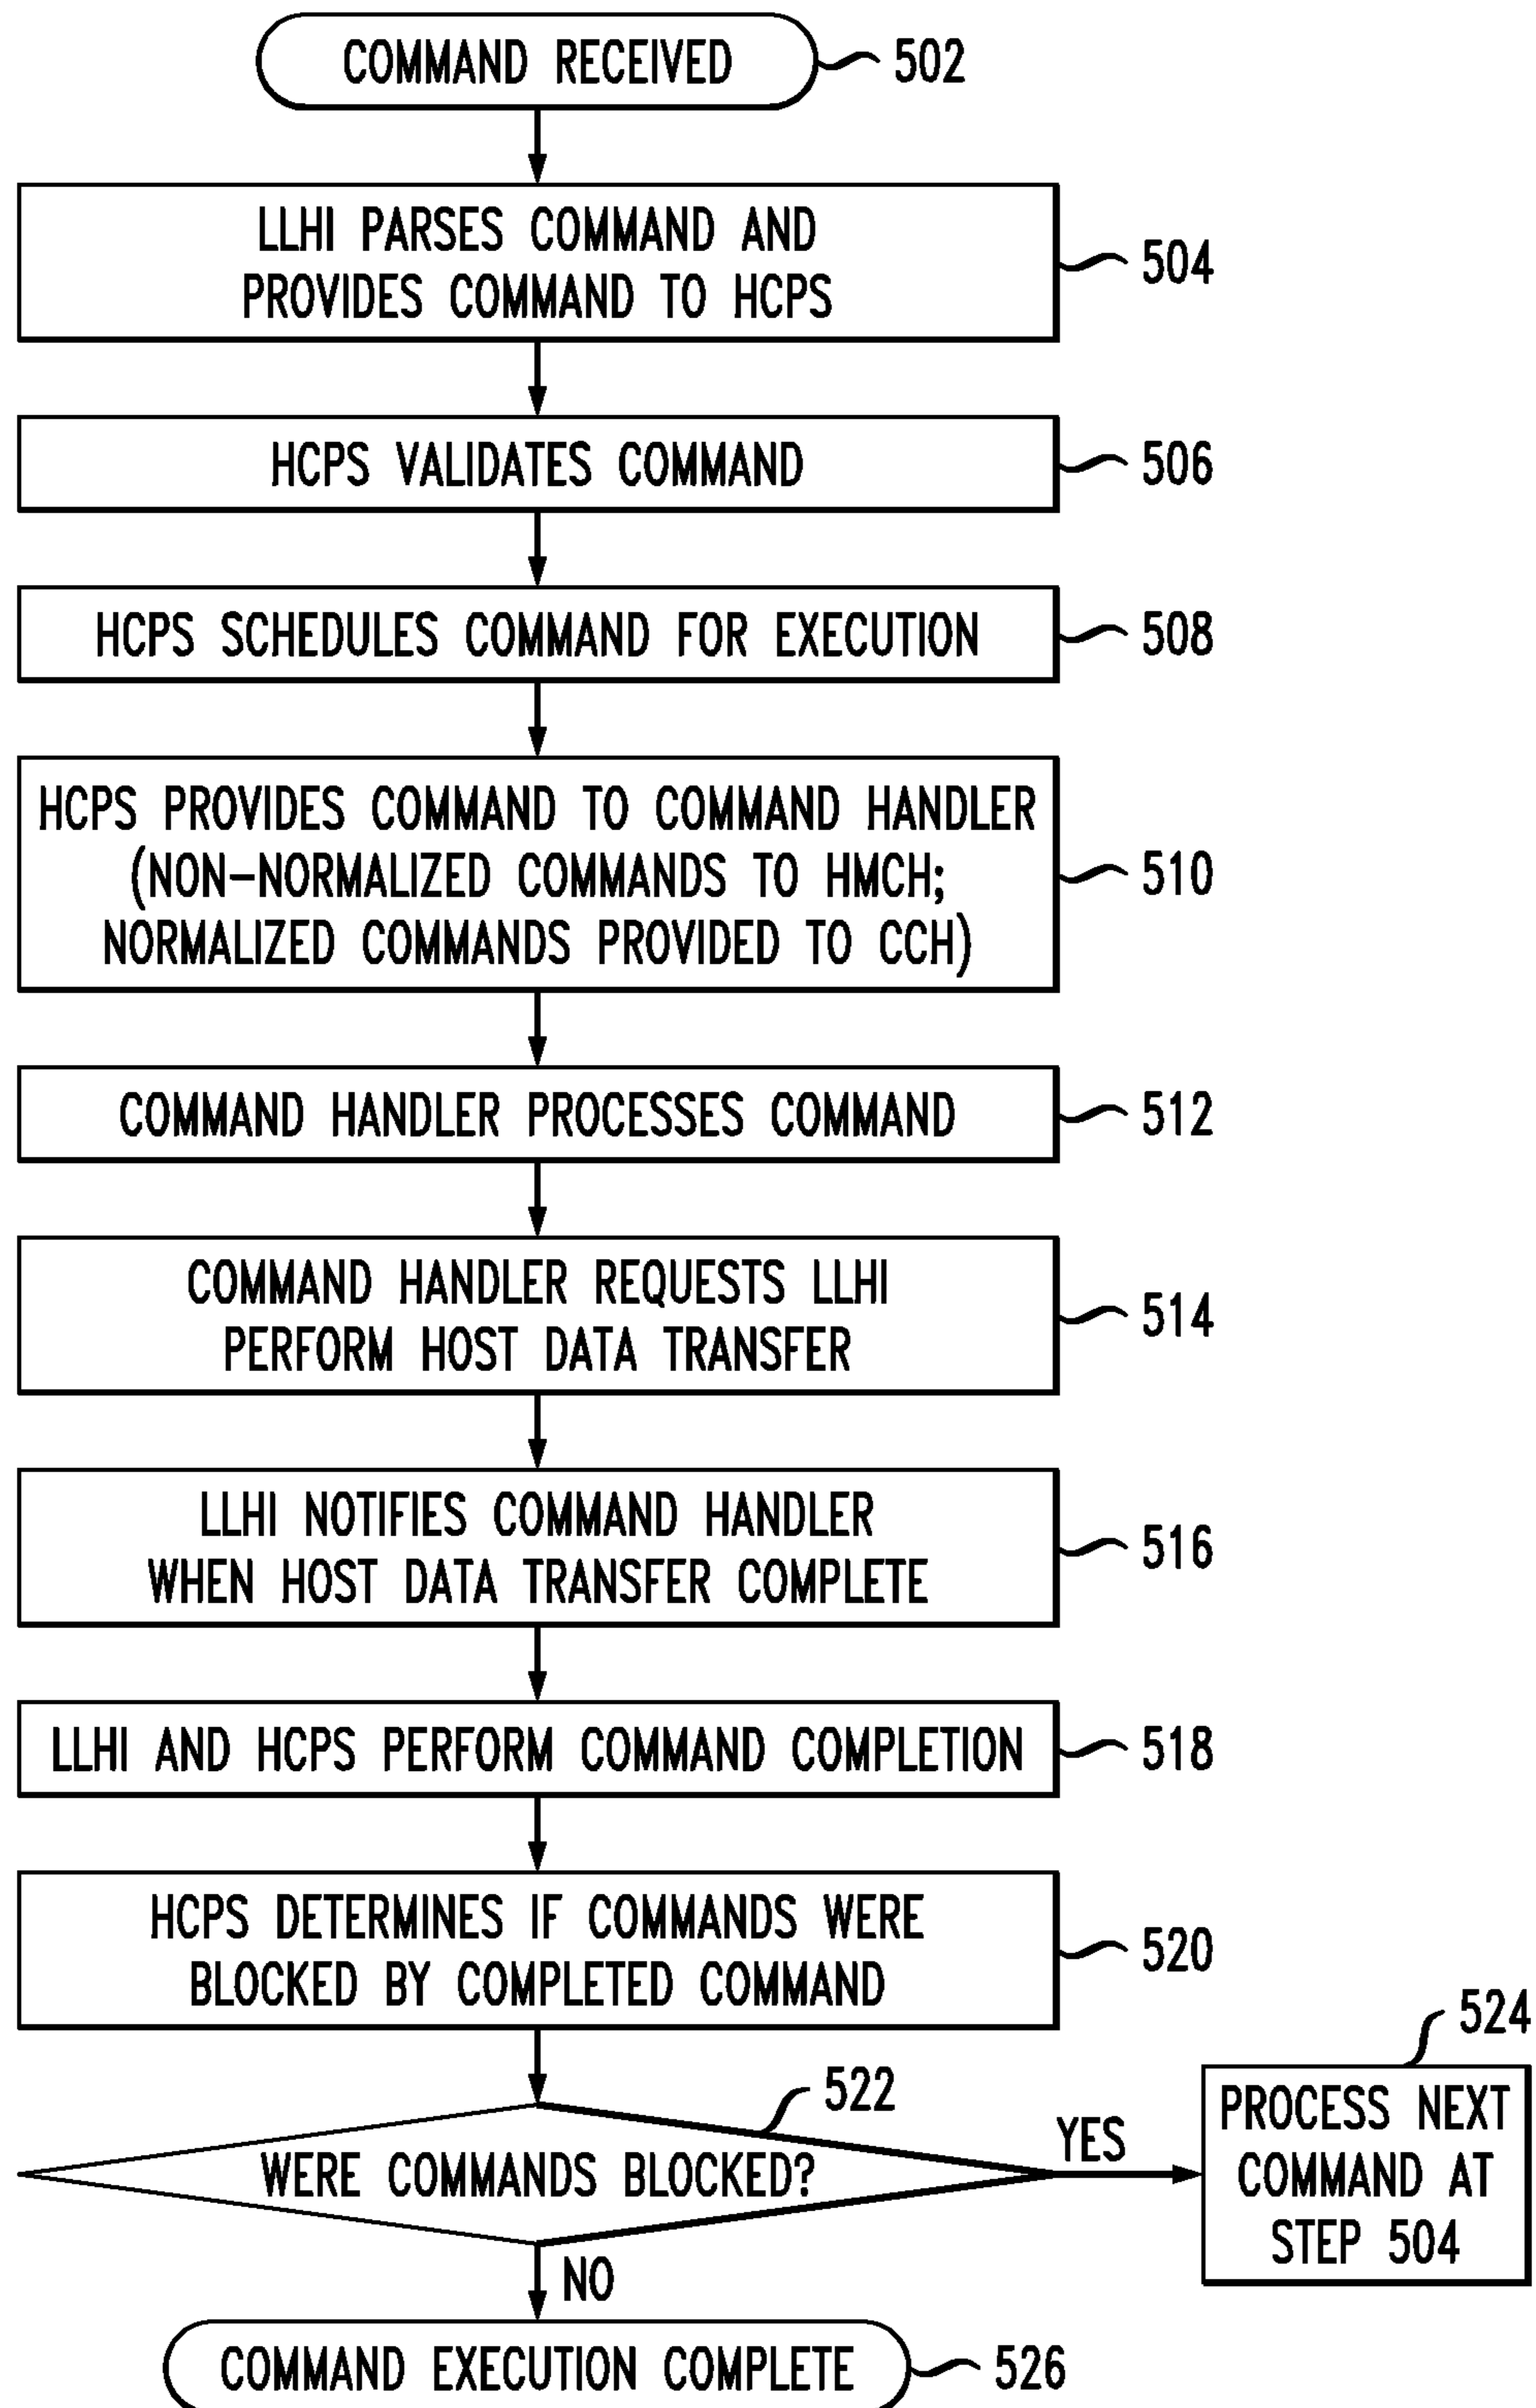 COMMAND RECEIVED
502
LLHI PARSES COMMAND AND
PROVIDES COMMAND TO HCPS
504
HCPS VALIDATES COMMAND
506
HCPS SCHEDULES COMMAND FOR EXECUTION
508
HCPS PROVIDES COMMAND TO COMMAND HANDLER
(NON-NORMALIZED COMMANDS TO HMCH;
NORMALIZED COMMANDS PROVIDED TO CCH)
510
COMMAND HANDLER PROCESSES COMMAND
512
COMMAND HANDLER REQUESTS LLHI
PERFORM HOST DATA TRANSFER
514
LLHI NOTIFIES COMMAND HANDLER
WHEN HOST DATA TRANSFER COMPLETE
516
LLHI AND HCPS PERFORM COMMAND COMPLETION
518
HCPS DETERMINES IF COMMANDS WERE
BLOCKED BY COMPLETED COMMAND
520
522
WERE COMMANDS BLOCKED?
YES
524
PROCESS NEXT
COMMAND AT
STEP 504
NO
COMMAND EXECUTION COMPLETE
526